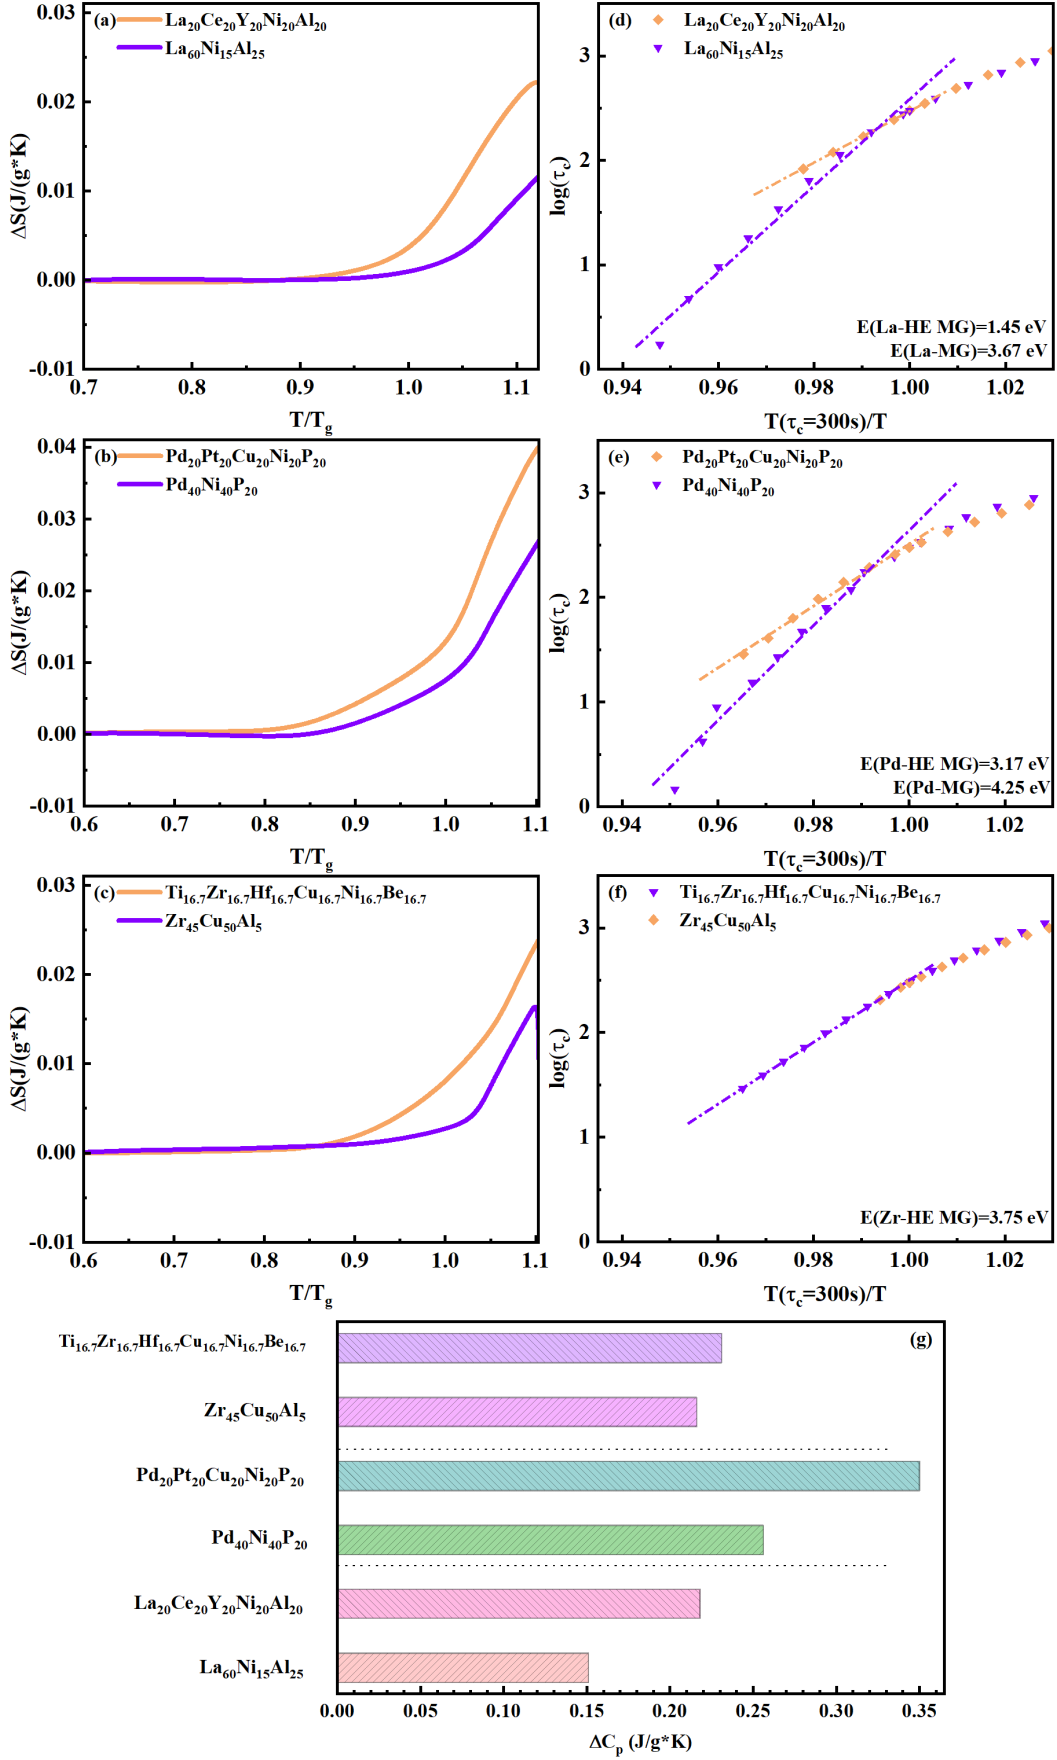 (a)
La20Ce20Y20Ni20Al20
La60Ni15Al25
0.03
0.02
0.01
0.00
-0.01
ΔS(J/(g*K)
0.7 0.8 0.9 1.0 1.1
T/Tg
(d)
La20Ce20Y20Ni20Al20
La60Ni15Al25
3
2
1
0
log(τc)
E(La-HE MG)=1.45 eV
E(La-MG)=3.67 eV
0.94 0.96 0.98 1.00 1.02
T(τc=300s)/T
(b)
Pd20Pt20Cu20Ni20P20
Pd40Ni40P20
0.04
0.03
0.02
0.01
0.00
-0.01
ΔS(J/(g*K)
0.6 0.7 0.8 0.9 1.0 1.1
T/Tg
(e)
Pd20Pt20Cu20Ni20P20
Pd40Ni40P20
3
2
1
0
log(τc)
E(Pd-HE MG)=3.17 eV
E(Pd-MG)=4.25 eV
0.94 0.96 0.98 1.00 1.02
T(τc=300s)/T
(c)
Ti16.7Zr16.7Hf16.7Cu16.7Ni16.7Be16.7
Zr45Cu50Al5
0.03
0.02
0.01
0.00
-0.01
ΔS(J/(g*K)
0.6 0.7 0.8 0.9 1.0 1.1
T/Tg
(f)
Ti16.7Zr16.7Hf16.7Cu16.7Ni16.7Be16.7
Zr45Cu50Al5
3
2
1
0
log(τc)
E(Zr-HE MG)=3.75 eV
0.94 0.96 0.98 1.00 1.02
T(τc=300s)/T
(g)
Ti16.7Zr16.7Hf16.7Cu16.7Ni16.7Be16.7
Zr45Cu50Al5
Pd20Pt20Cu20Ni20P20
Pd40Ni40P20
La20Ce20Y20Ni20Al20
La60Ni15Al25
0.00 0.05 0.10 0.15 0.20 0.25 0.30 0.35
ΔCp (J/g*K)